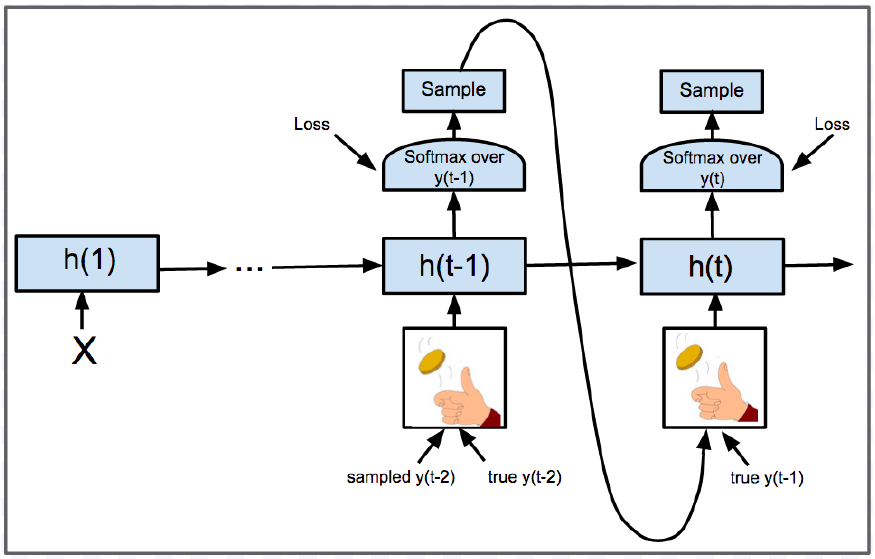 Sample
Sample
Loss
Loss
Softmax over
y(t-1)
Softmax over
y(t)
h(1)
...
h(t-1)
h(t)
X
sampled y(t-2)
true y(t-2)
true y(t-1)